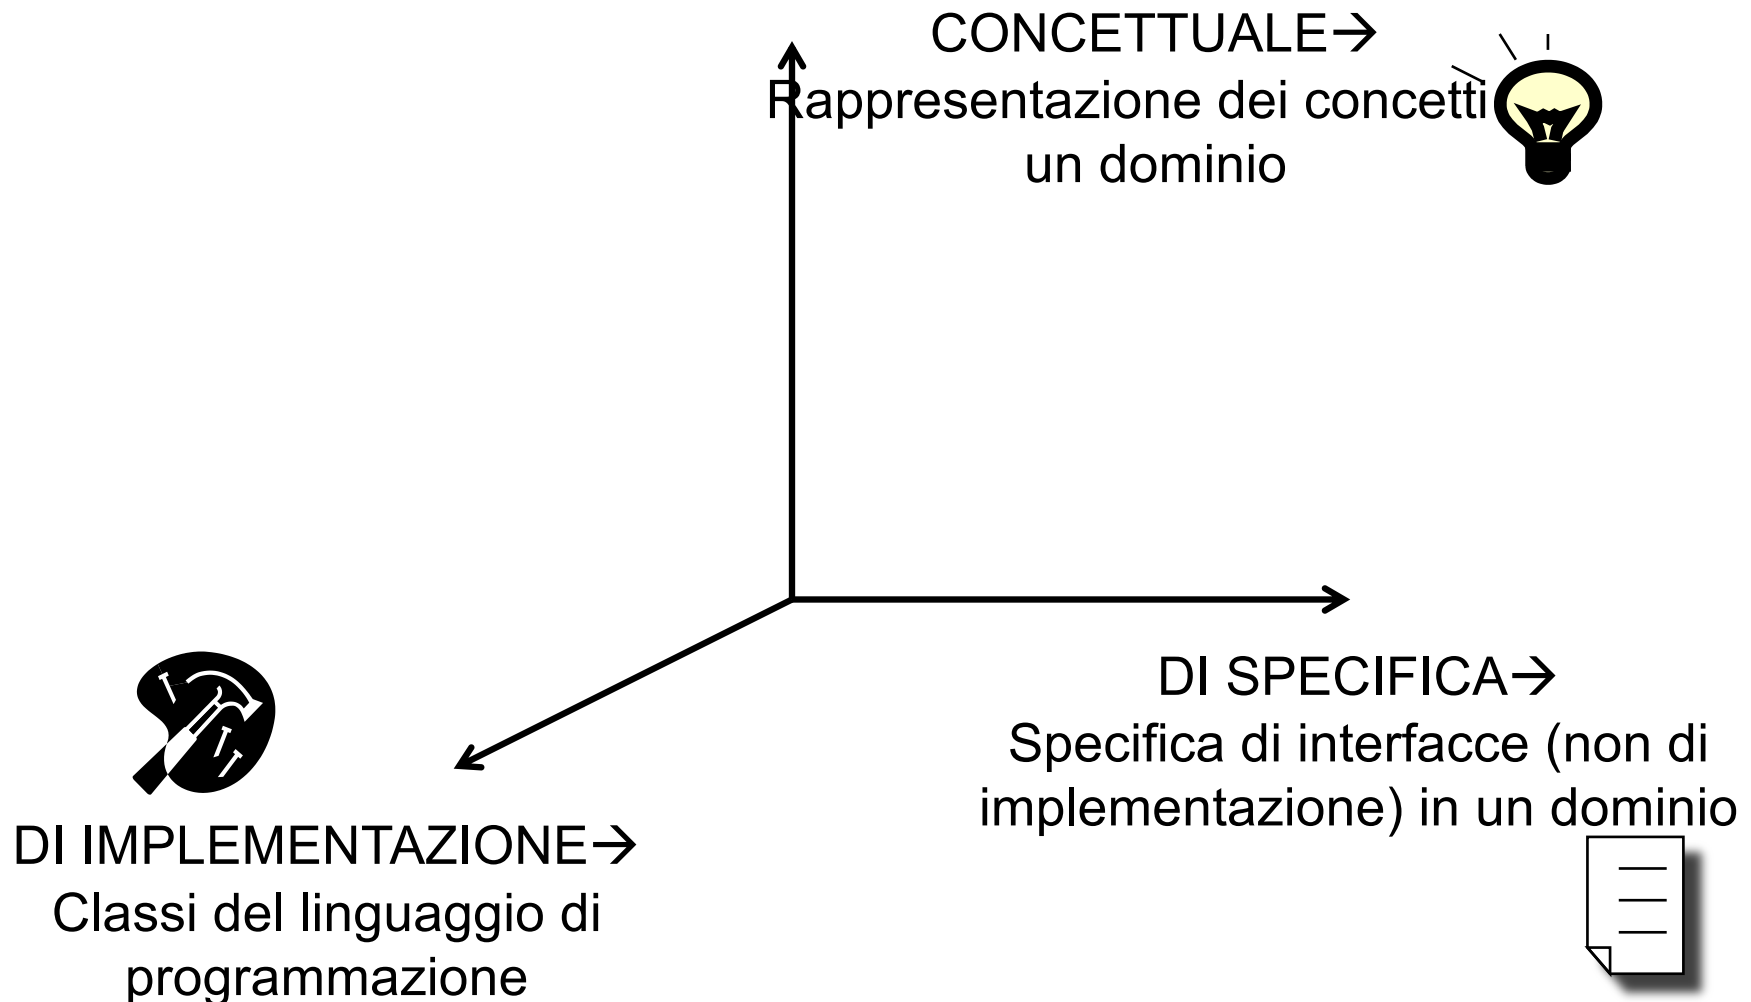 CONCETTUALE→
Rappresentazione dei concetti
un dominio
DI SPECIFICA→
Specifica di interfacce (non di
implementazione) in un dominio
DI IMPLEMENTAZIONE→
Classi del linguaggio di
programmazione